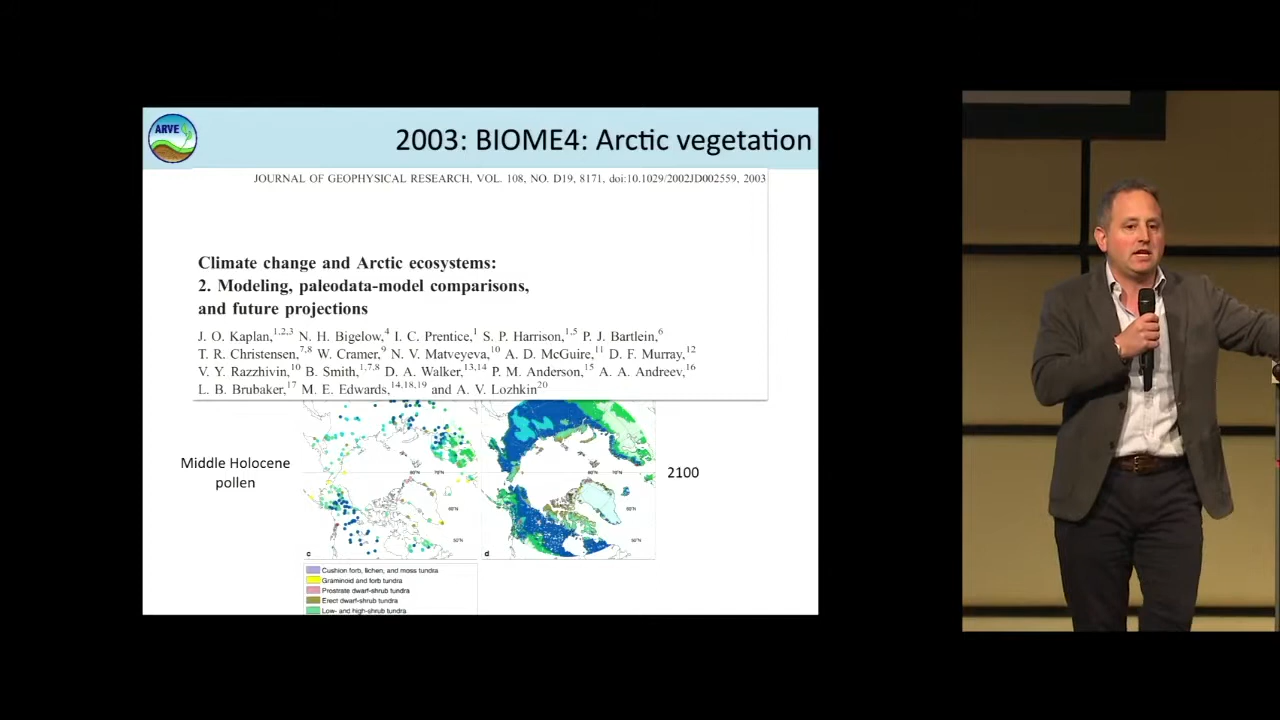 ARVE
2003: BIOME4: Arctic vegetation
JOURNAL OF GEOPHYSICAL RESEARCH, VOL. 108, NO. D19, 8171, doi:10.1029/2002JD002559, 2003
Climate change and Arctic ecosystems:
2. Modeling, paleodata-model comparisons,
and future projections
J. O. Kaplan,1,2,3 N. H. Bigelow,4 I. C. Prentice,1 S. P. Harrison,1,5 P. J. Bartlein,6
T. R. Christensen,7,8 W. Cramer,9 N. V. Matveyeva,10 A. D. McGuire,11 D. F. Murray,12
V. Y. Razzhivin,10 B. Smith,1,7,8 D. A. Walker,13,14 P. M. Anderson,15 A. A. Andreev,16
L. B. Brubaker,17 M. E. Edwards,14,18,19 and A. V. Lozhkin20
Middle Holocene
pollen
2100
c
d
Cushion forb, lichen, and moss tundra
Graminoid and forb tundra
Prostrate dwarf-shrub tundra
Erect dwarf-shrub tundra
Low- and high-shrub tundra